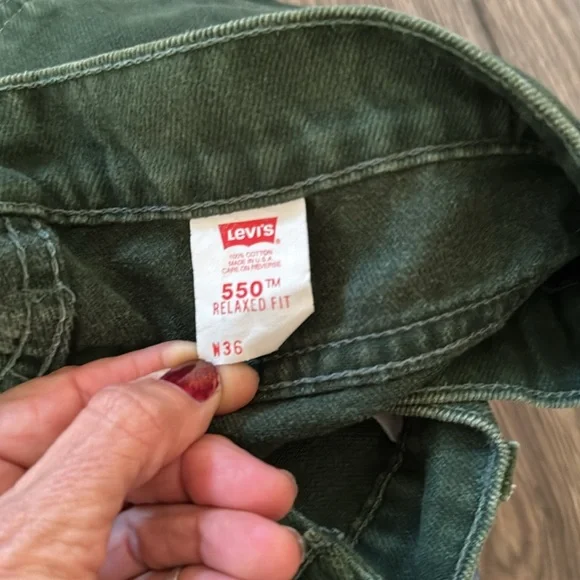 LEVI'S
100% COTTON
MADE IN U.S.A.
CARE ON REVERSE
550™
RELAXED FIT
W36